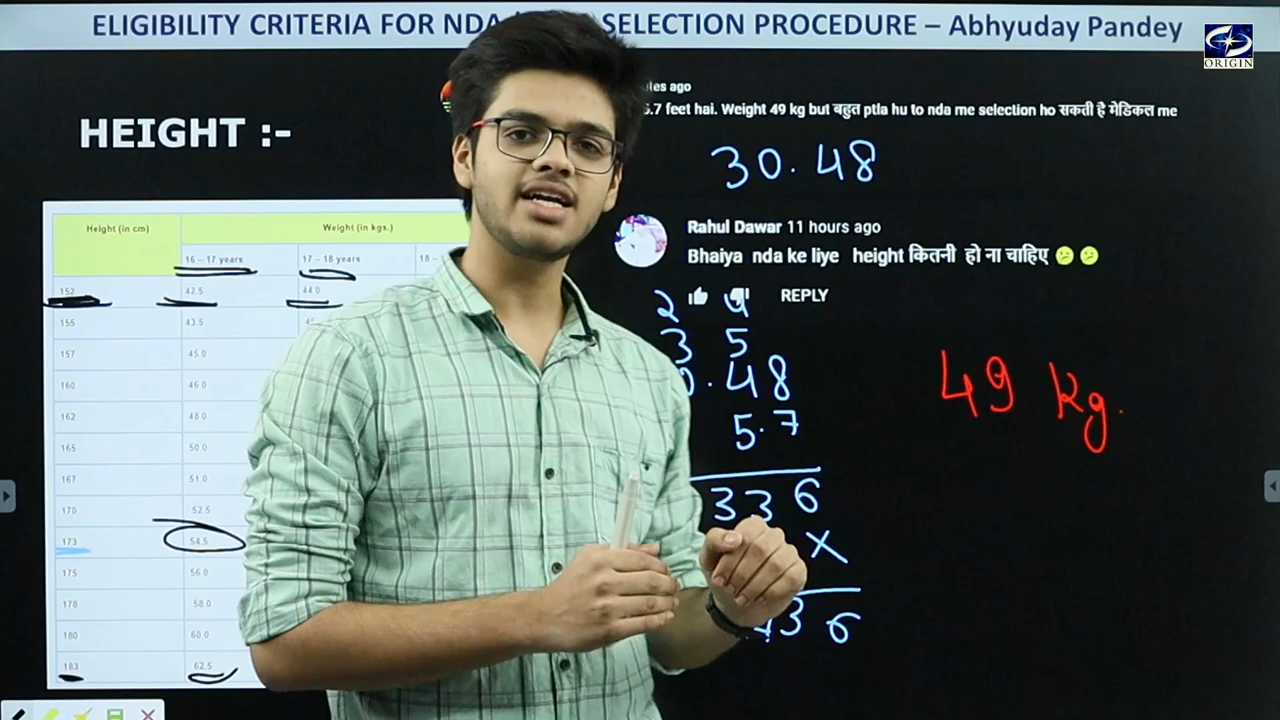 ELIGIBILITY CRITERIA FOR NDA SELECTION PROCEDURE – Abhyuday Pandey
ORIGIN
HEIGHT :-
ago
5.7 feet hai. Weight 49 kg but बहुत ptla hu to nda me selection ho सकती है मेडिकल me
30.48
Rahul Dawar 11 hours ago
Bhaiya nda ke liye height कितनी हो ना चाहिए
REPLY
Height (in cm) Weight (in kgs.)
16 – 17 years 17 – 18 years 18 –
152 42.5 44.0
155 43.5
157 45.0
160 46.0
162 48.0
165 50.0
167 51.0
170 52.5
173 54.5
175 56.0
178 58.0
180 60.0
183 62.5
2 4
3 5
.48
5.7
336
X
36
49 kg.